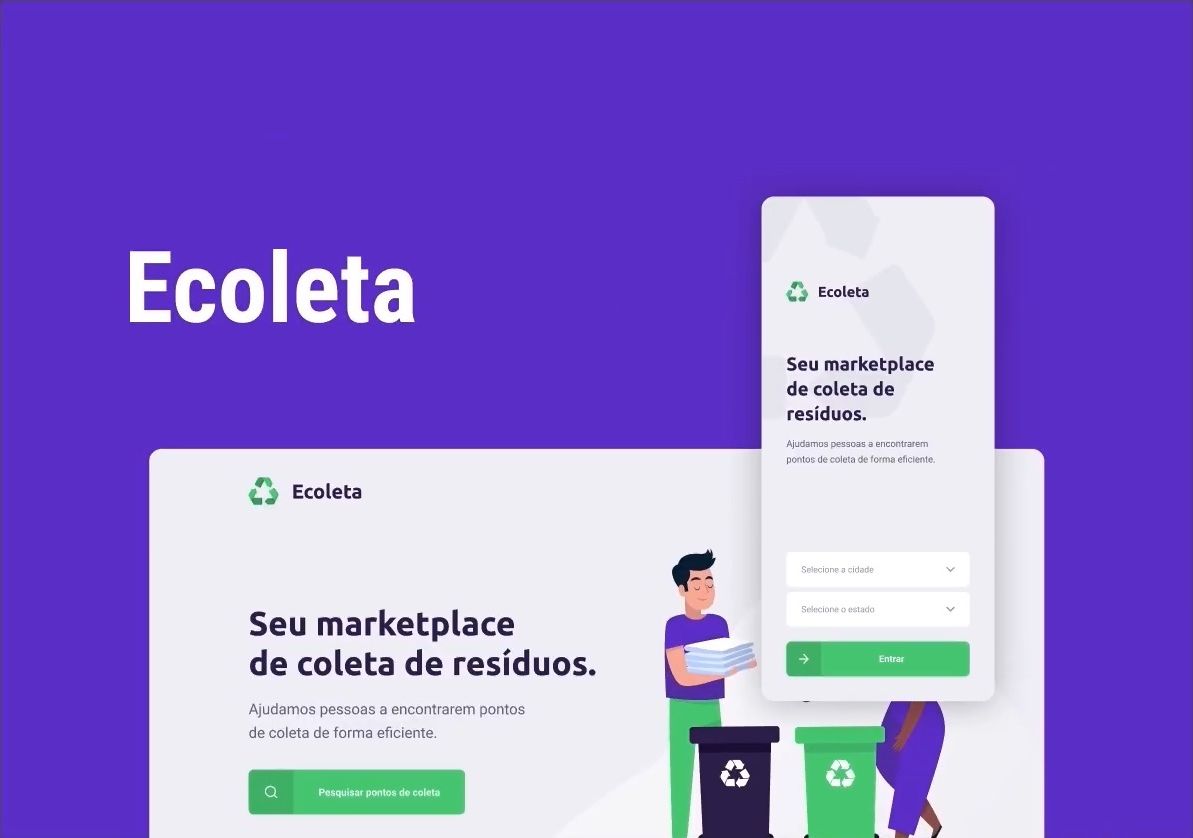 Ecoleta
Ecoleta
Seu marketplace
de coleta de
resíduos.
Ajudamos pessoas a encontrarem
pontos de coleta de forma eficiente.
Selecione a cidade
Selecione o estado
Entrar
Ecoleta
Seu marketplace
de coleta de resíduos.
Ajudamos pessoas a encontrarem pontos
de coleta de forma eficiente.
Pesquisar pontos de coleta